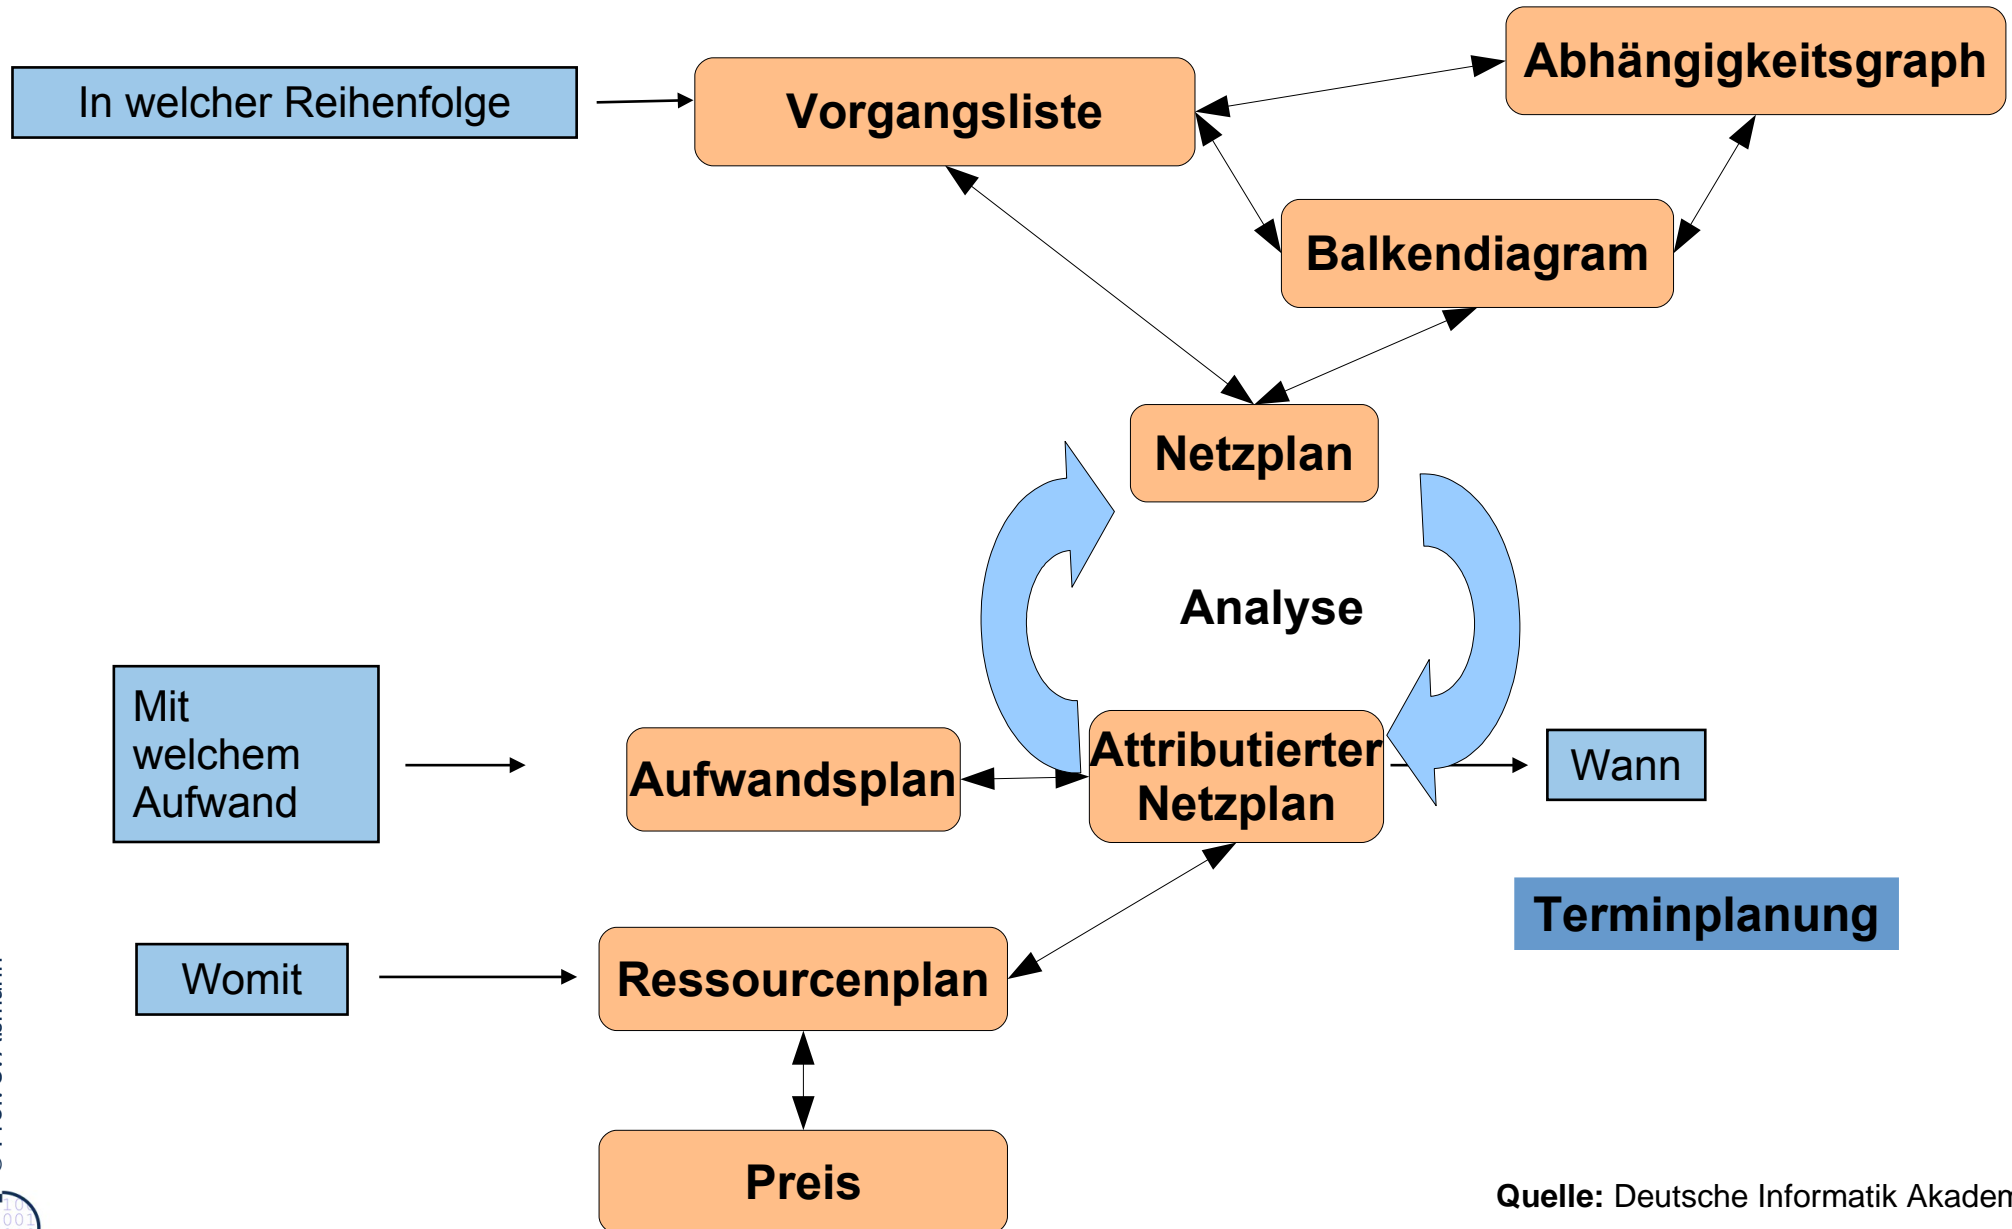 Abhängigkeitsgraph
In welcher Reihenfolge
Vorgangsliste
Balkendiagram
Netzplan
Analyse
Mit
welchem
Aufwand
Aufwandsplan
Attributierter
Netzplan
Wann
Terminplanung
Womit
Ressourcenplan
Preis
Quelle: Deutsche Informatik